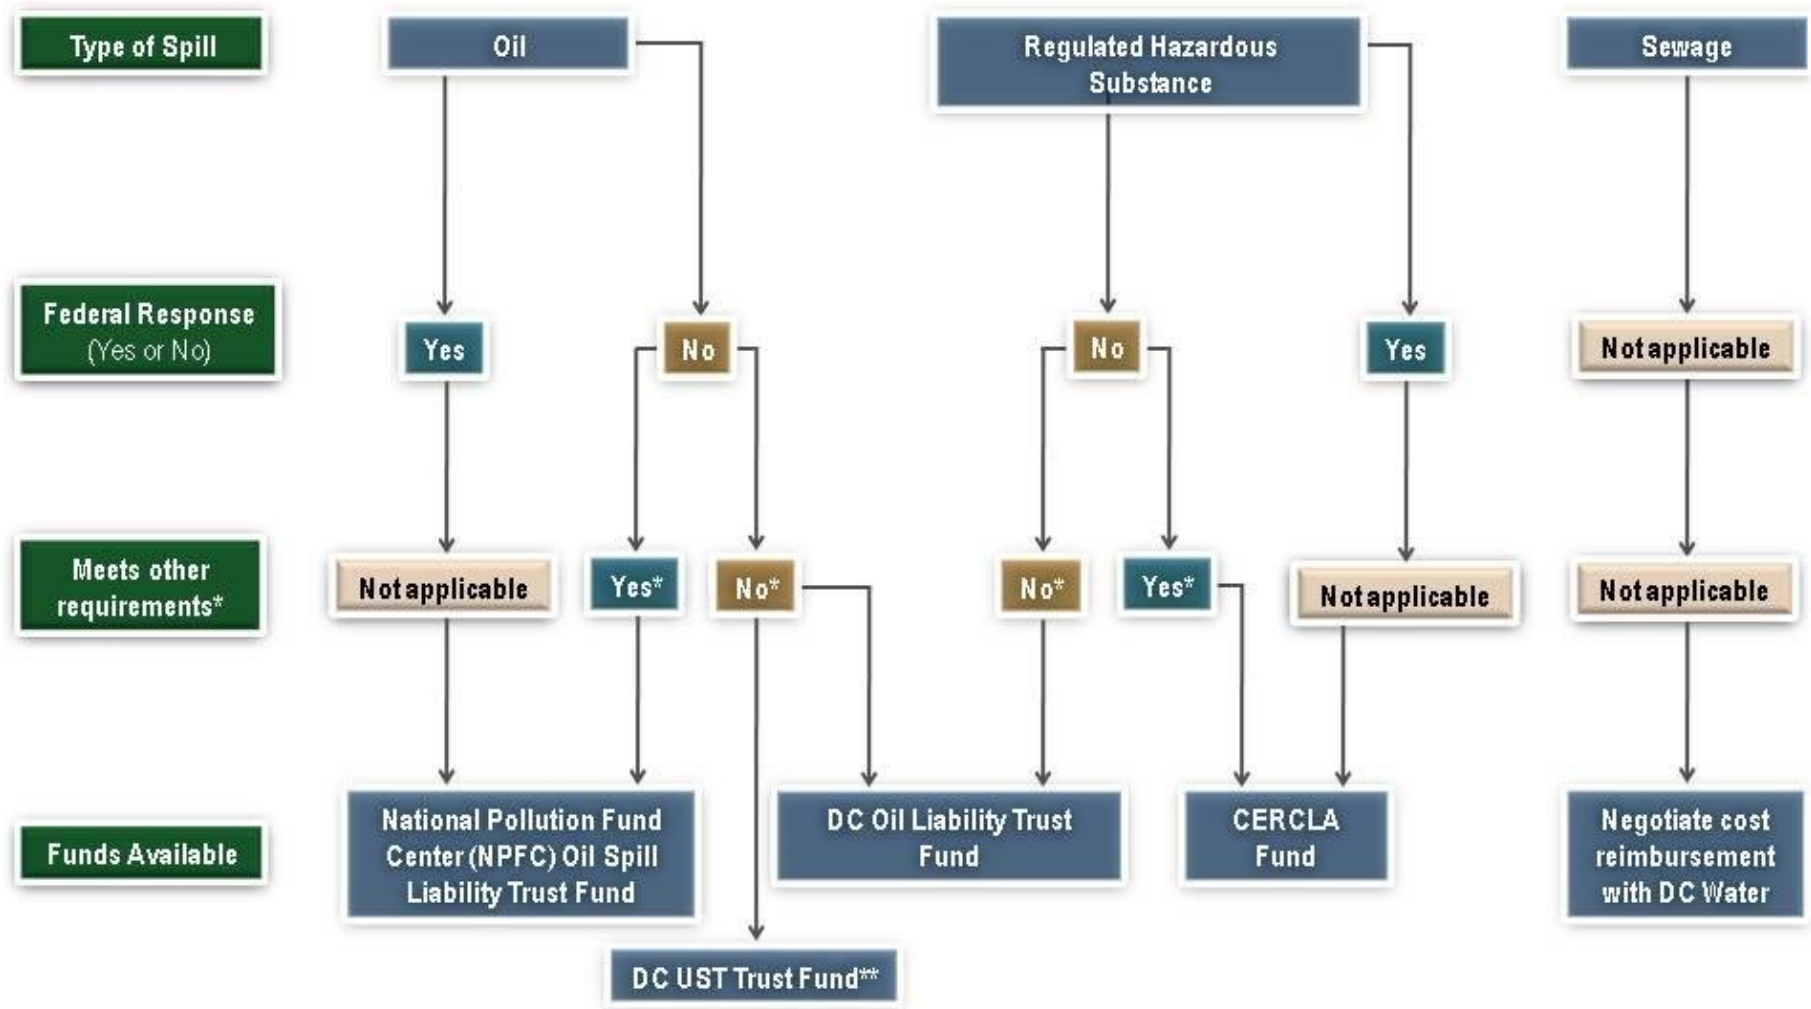 Type of Spill
Oil
Regulated Hazardous
Substance
Sewage
Federal Response
(Yes or No)
Yes
No
No
Yes
Not applicable
Meets other
requirements*
Not applicable
Yes*
No*
No*
Yes*
Not applicable
Not applicable
Funds Available
National Pollution Fund
Center (NPFC) Oil Spill
Liability Trust Fund
DC Oil Liability Trust
Fund
CERCLA
Fund
Negotiate cost
reimbursement
with DC Water
DC UST Trust Fund**